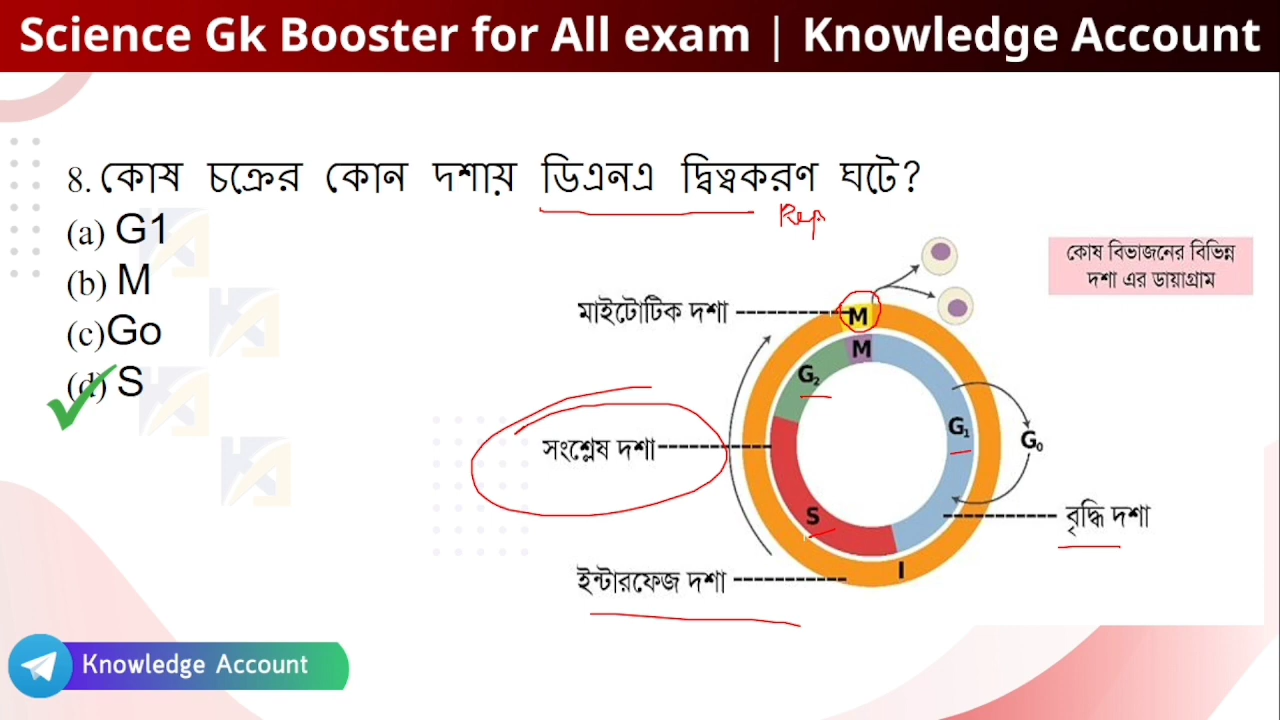 Science Gk Booster for All exam | Knowledge Account
8. কোষ চক্রের কোন দশায় ডিএনএ দ্বিত্বকরণ ঘটে?
Rep
(a) G1
(b) M
(c)Go
(d) S
কোষ বিভাজনের বিভিন্ন
দশা এর ডায়াগ্রাম
মাইটোটিক দশা
M
M
G₂
G₁
G₀
সংশ্লেষ দশা
S
বৃদ্ধি দশা
I
ইন্টারফেজ দশা
Knowledge Account